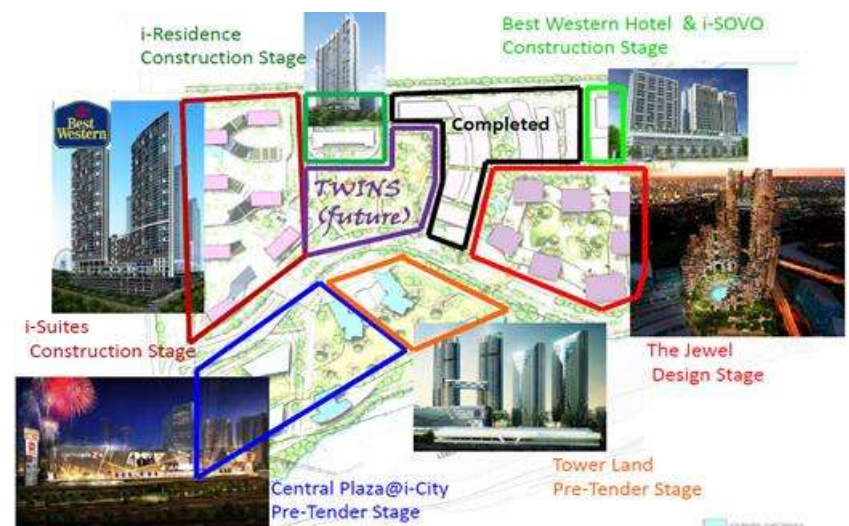 i-Residence
Construction Stage
Best Western Hotel & i-SOVO
Construction Stage
Best
Western
Completed
TWINS
(future)
i-Suites
Construction Stage
The Jewel
Design Stage
Tower Land
Pre-Tender Stage
Central Plaza@i-City
Pre-Tender Stage